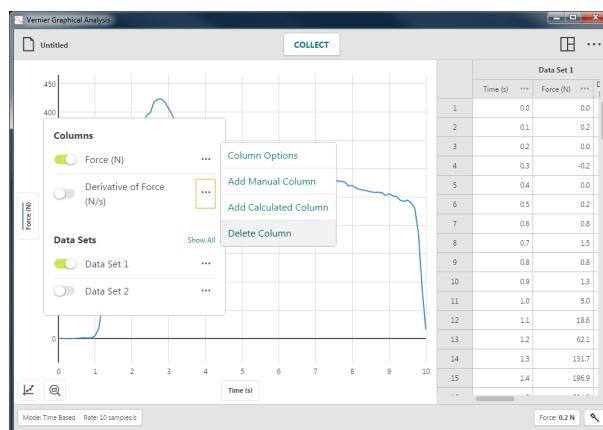 Vernier Graphical Analysis
Untitled
COLLECT
450
400
0
Force (N)
0 1 2 3 4 5 6 7 8 9 10
Time (s)
Columns
Force (N)
Derivative of Force
(N/s)
Data Sets Show All
Data Set 1
Data Set 2
Column Options
Add Manual Column
Add Calculated Column
Delete Column
Data Set 1
Time (s) Force (N)
1 0.0 0.0
2 0.1 0.2
3 0.2 0.0
4 0.3 -0.2
5 0.4 0.0
6 0.5 0.2
7 0.6 0.8
8 0.7 1.5
9 0.8 0.8
10 0.9 1.3
11 1.0 5.0
12 1.1 18.6
13 1.2 62.1
14 1.3 131.7
15 1.4 196.9
Mode: Time Based Rate: 10 samples/s
Force: 0.2 N